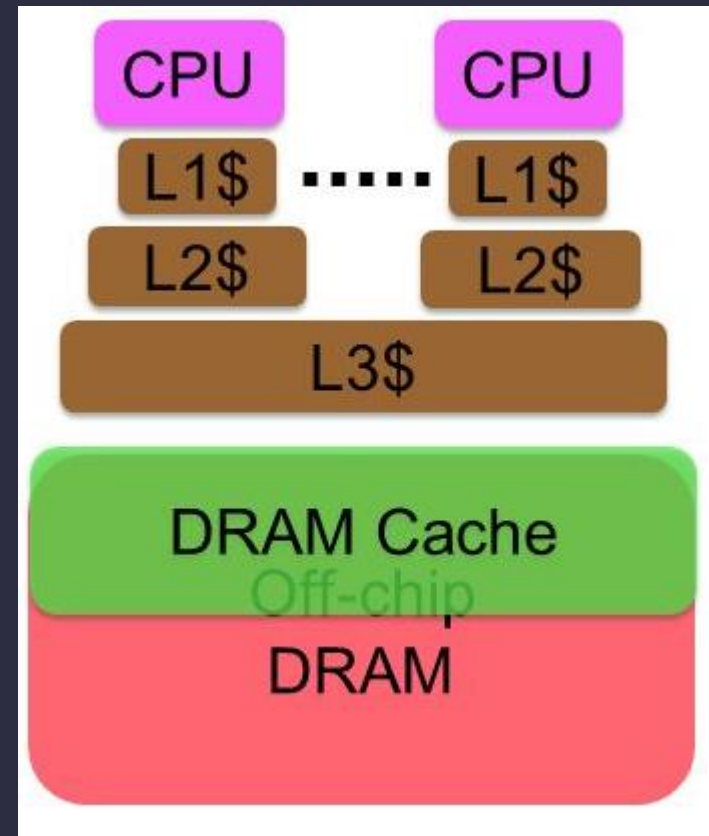 CPU CPU
L1$ ..... L1$
L2$ L2$
L3$
DRAM Cache
Off-chip
DRAM